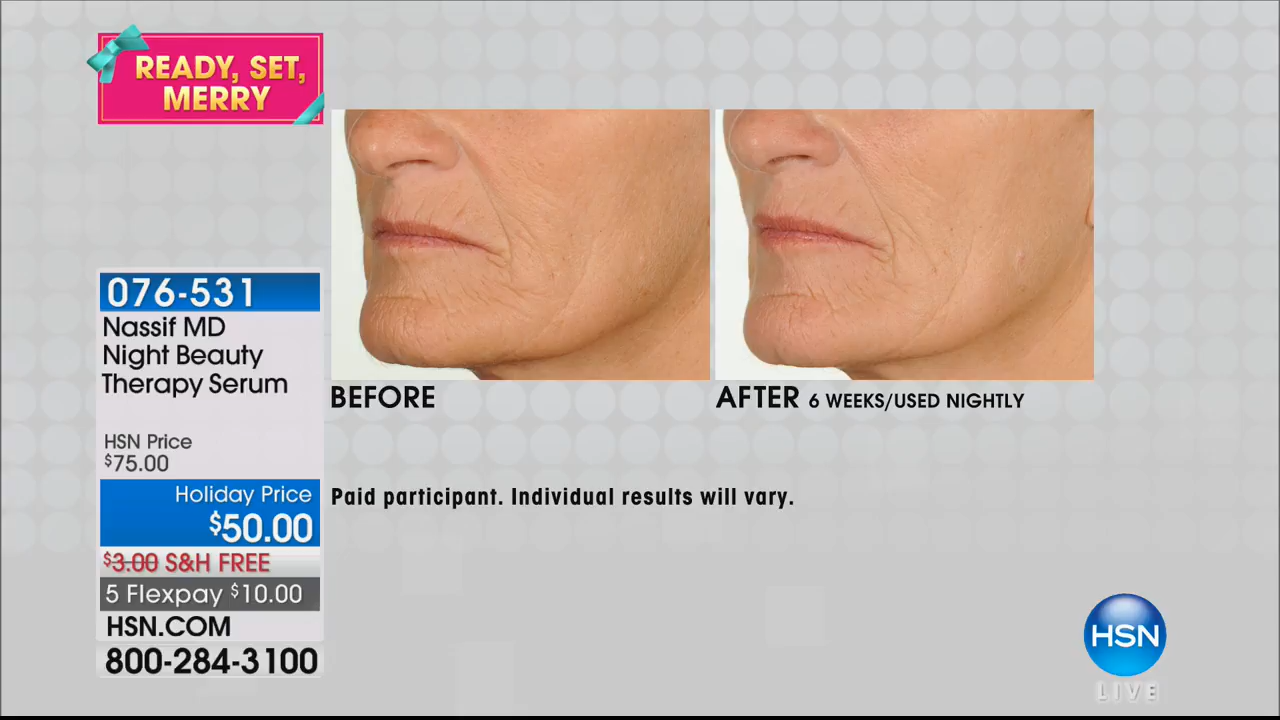 READY, SET,
MERRY
076-531
Nassif MD
Night Beauty
Therapy Serum
HSN Price
$75.00
Holiday Price
$50.00
$3.00 S&H FREE
5 Flexpay $10.00
HSN.COM
800-284-3100
BEFORE
AFTER 6 WEEKS/USED NIGHTLY
Paid participant. Individual results will vary.
HSN
LIVE